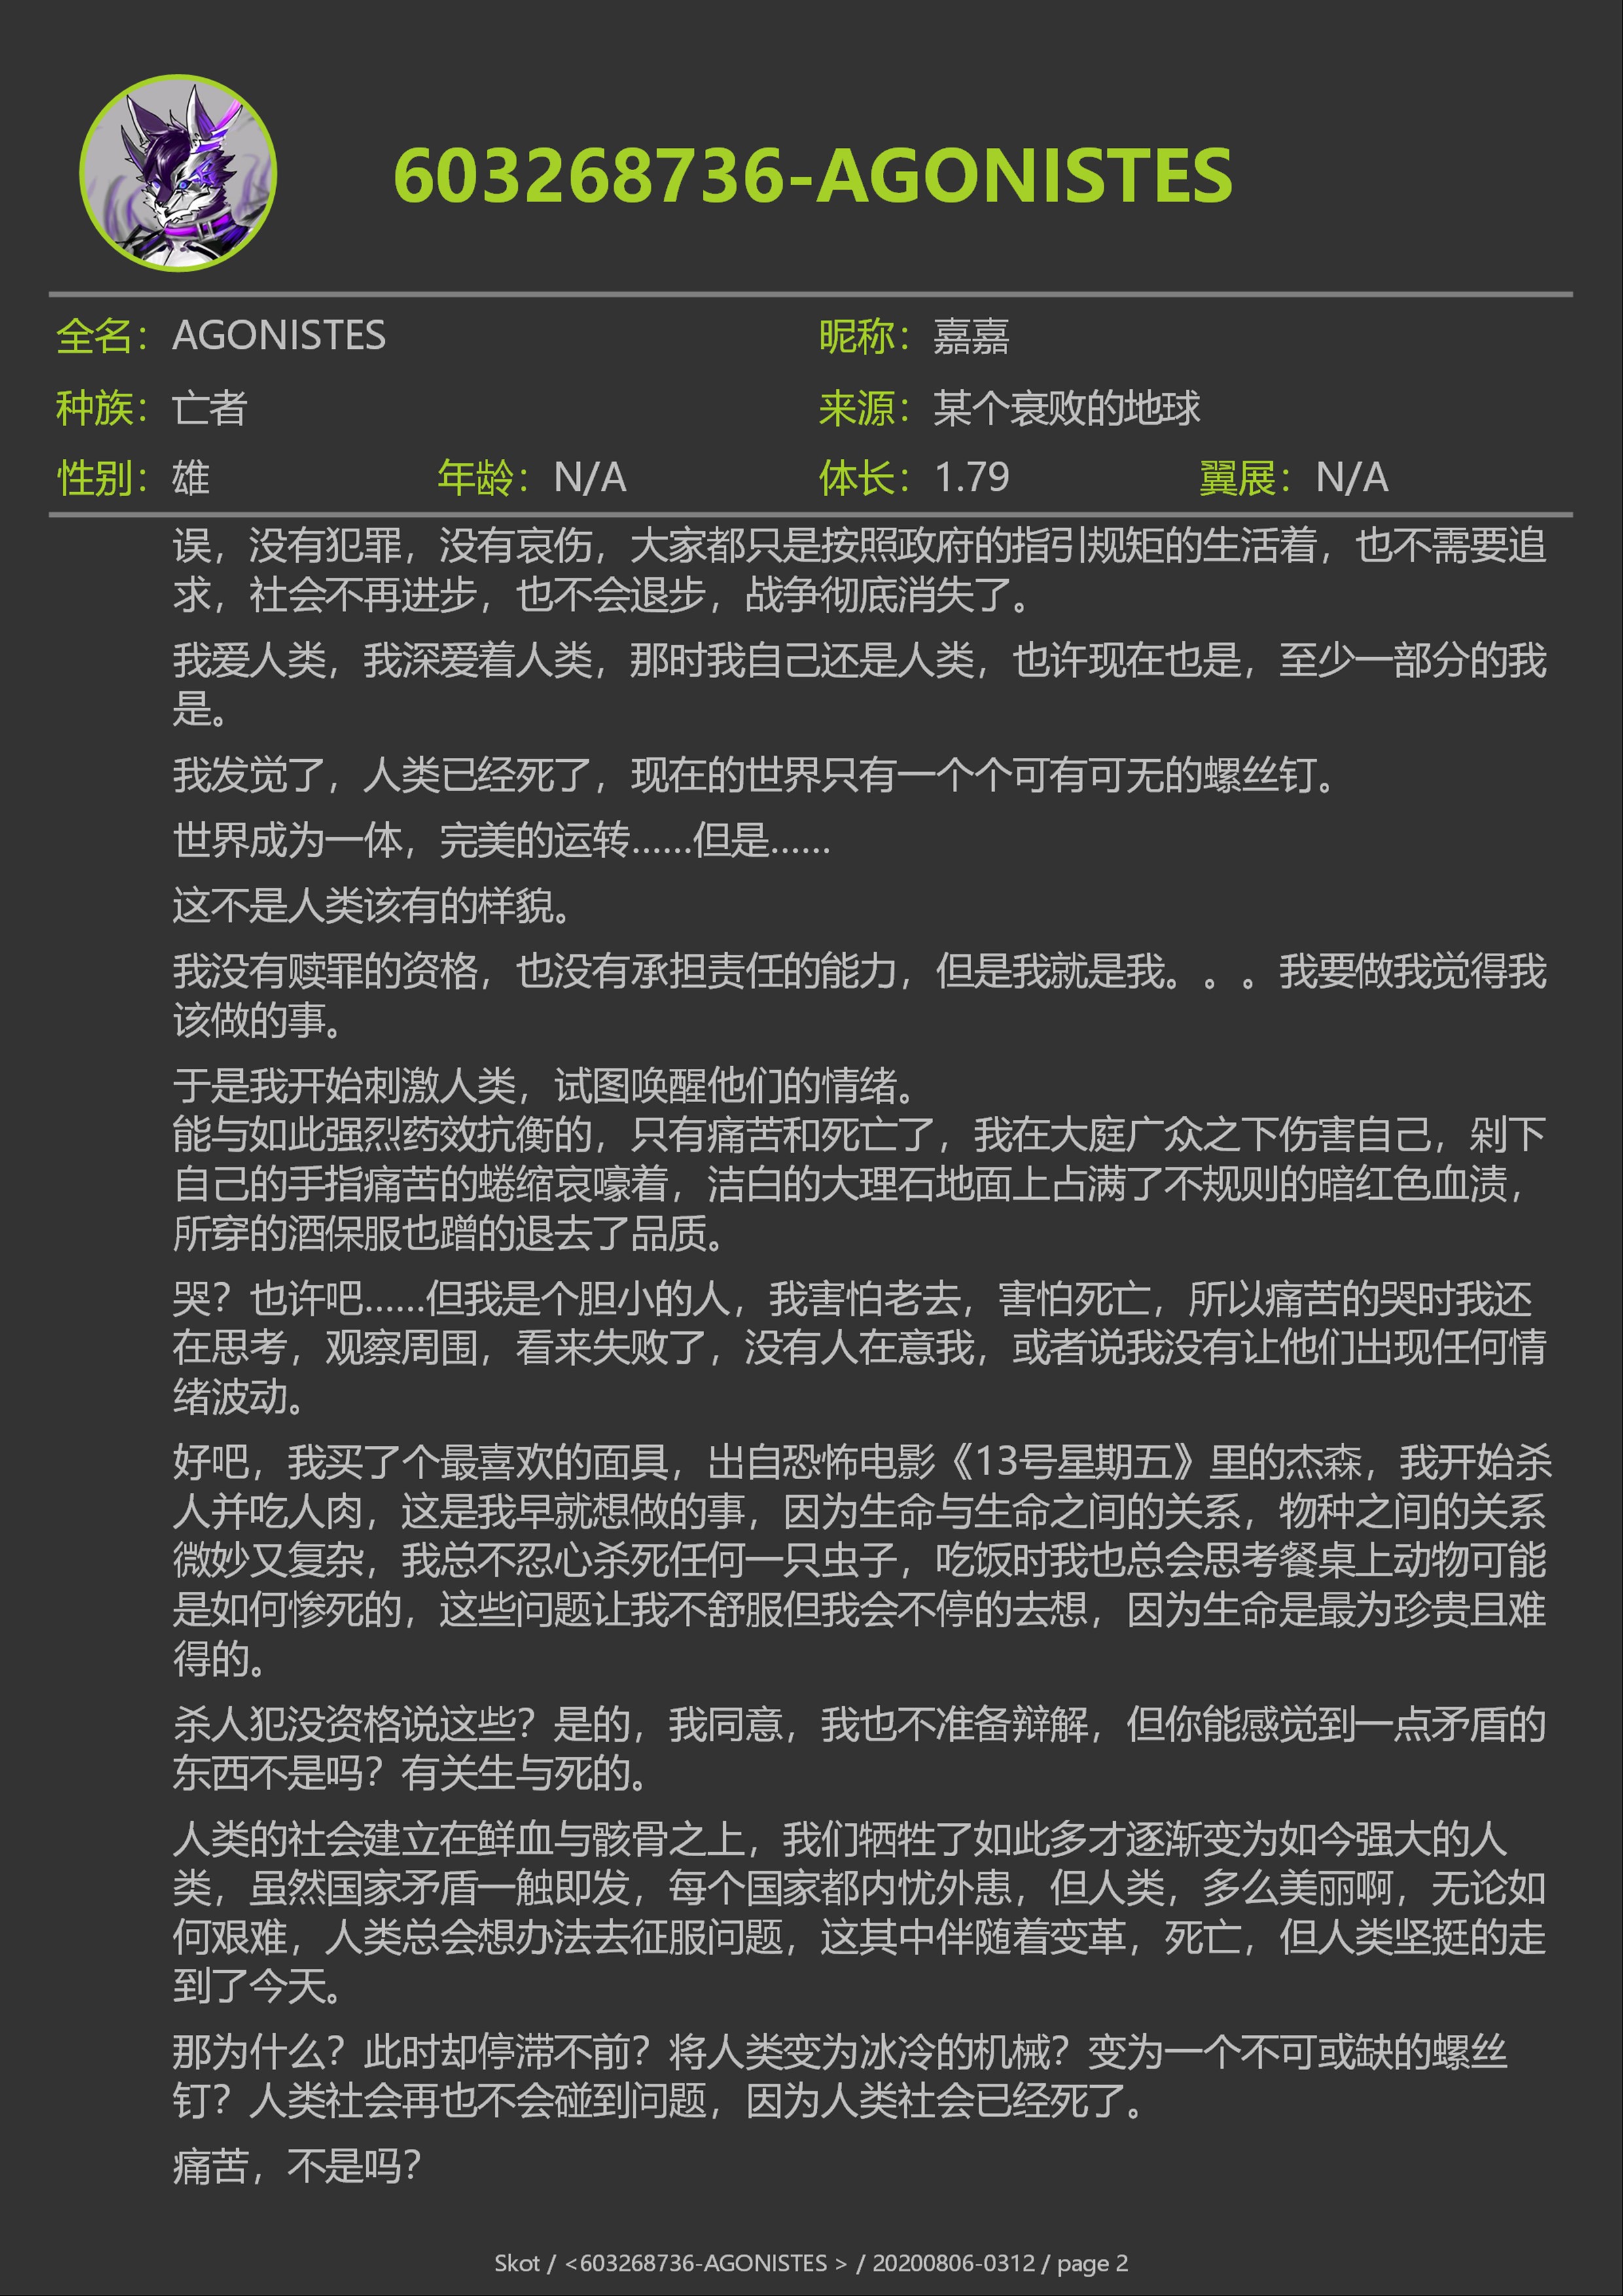 603268736-AGONISTES
全名：AGONISTES
昵称：嘉嘉
种族：亡者
来源：某个衰败的地球
性别：雄
年龄：N/A
体长：1.79
翼展：N/A
误，没有犯罪，没有哀伤，大家都只是按照政府的指引规矩的生活着，也不需要追
求，社会不再进步，也不会退步，战争彻底消失了。
我爱人类，我深爱着人类，那时我自己还是人类，也许现在也是，至少一部分的我
是。
我发觉了，人类已经死了，现在的世界只有一个个可有可无的螺丝钉。
世界成为一体，完美的运转……但是……
这不是人类该有的样貌。
我没有赎罪的资格，也没有承担责任的能力，但是我就是我。。。我要做我觉得我
该做的事。
于是我开始刺激人类，试图唤醒他们的情绪。
能与如此强烈药效抗衡的，只有痛苦和死亡了，我在大庭广众之下伤害自己，剁下
自己的手指痛苦的蜷缩哀嚎着，洁白的大理石地面上占满了不规则的暗红色血渍，
所穿的酒保服也蹭的退去了品质。
哭？也许吧……但我是个胆小的人，我害怕老去，害怕死亡，所以痛苦的哭时我还
在思考，观察周围，看来失败了，没有人在意我，或者说我没有让他们出现任何情
绪波动。
好吧，我买了个最喜欢的面具，出自恐怖电影《13号星期五》里的杰森，我开始杀
人并吃人肉，这是我早就想做的事，因为生命与生命之间的关系，物种之间的关系
微妙又复杂，我总不忍心杀死任何一只虫子，吃饭时我也总会思考餐桌上动物可能
是如何惨死的，这些问题让我不舒服但我会不停的去想，因为生命是最为珍贵且难
得的。
杀人犯没资格说这些？是的，我同意，我也不准备辩解，但你能感觉到一点矛盾的
东西不是吗？有关生与死的。
人类的社会建立在鲜血与骸骨之上，我们牺牲了如此多才逐渐变为如今强大的人
类，虽然国家矛盾一触即发，每个国家都内忧外患，但人类，多么美丽啊，无论如
何艰难，人类总会想办法去征服问题，这其中伴随着变革，死亡，但人类坚挺的走
到了今天。
那为什么？此时却停滞不前？将人类变为冰冷的机械？变为一个不可或缺的螺丝
钉？人类社会再也不会碰到问题，因为人类社会已经死了。
痛苦，不是吗？
Skot / <603268736-AGONISTES > / 20200806-0312 / page 2